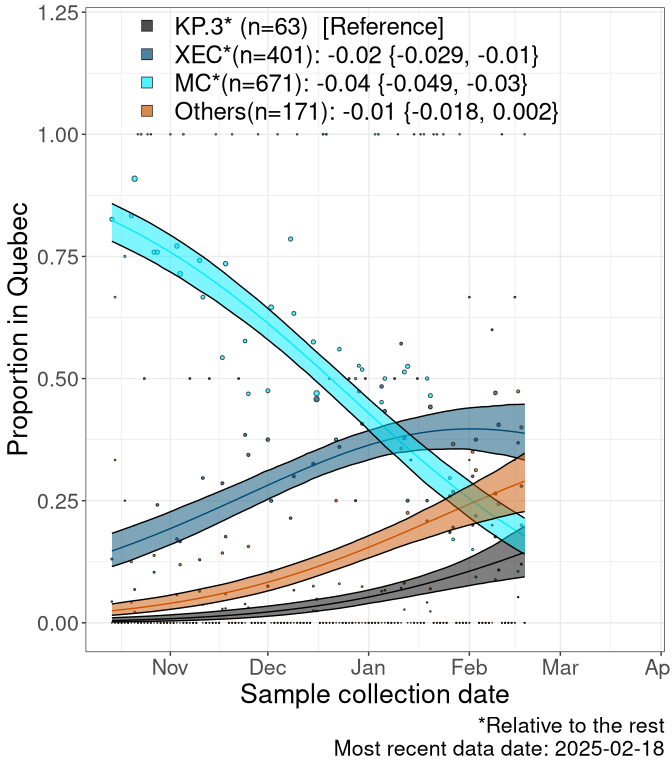 KP.3* (n=63)  [Reference]
XEC*(n=401): -0.02 {-0.029, -0.01}
MC*(n=671): -0.04 {-0.049, -0.03}
Others(n=171): -0.01 {-0.018, 0.002}
1.25
1.00
0.75
0.50
0.25
0.00
Proportion in Quebec
Nov Dec Jan Feb Mar Ap
Sample collection date
*Relative to the rest
Most recent data date: 2025-02-18